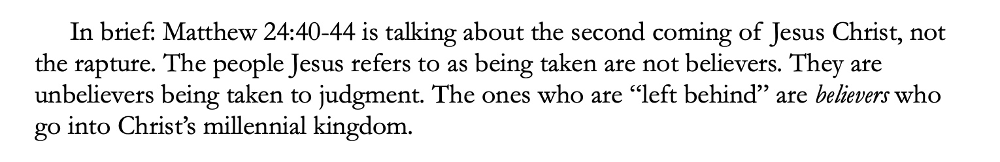 In brief: Matthew 24:40-44 is talking about the second coming of Jesus Christ, not
the rapture. The people Jesus refers to as being taken are not believers. They are
unbelievers being taken to judgment. The ones who are “left behind” are believers who
go into Christ’s millennial kingdom.